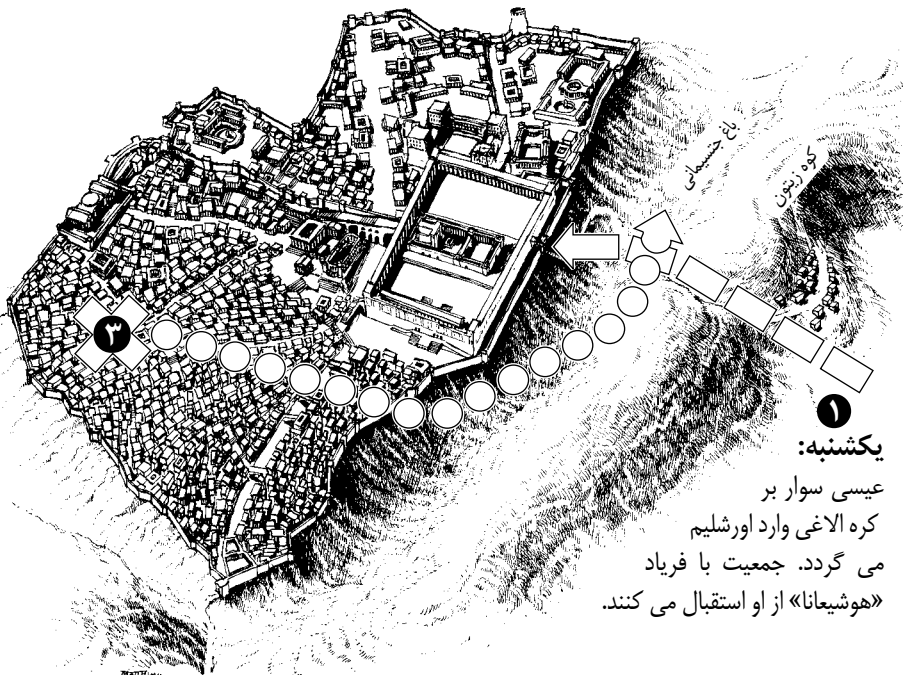 باغ جتسیمانی
کوه زیتون
۳
۱
یکشنبه:
عیسی سوار بر
کره الاغی وارد اورشلیم
می گردد. جمعیت با فریاد
«هوشیعانا» از او استقبال می کنند.